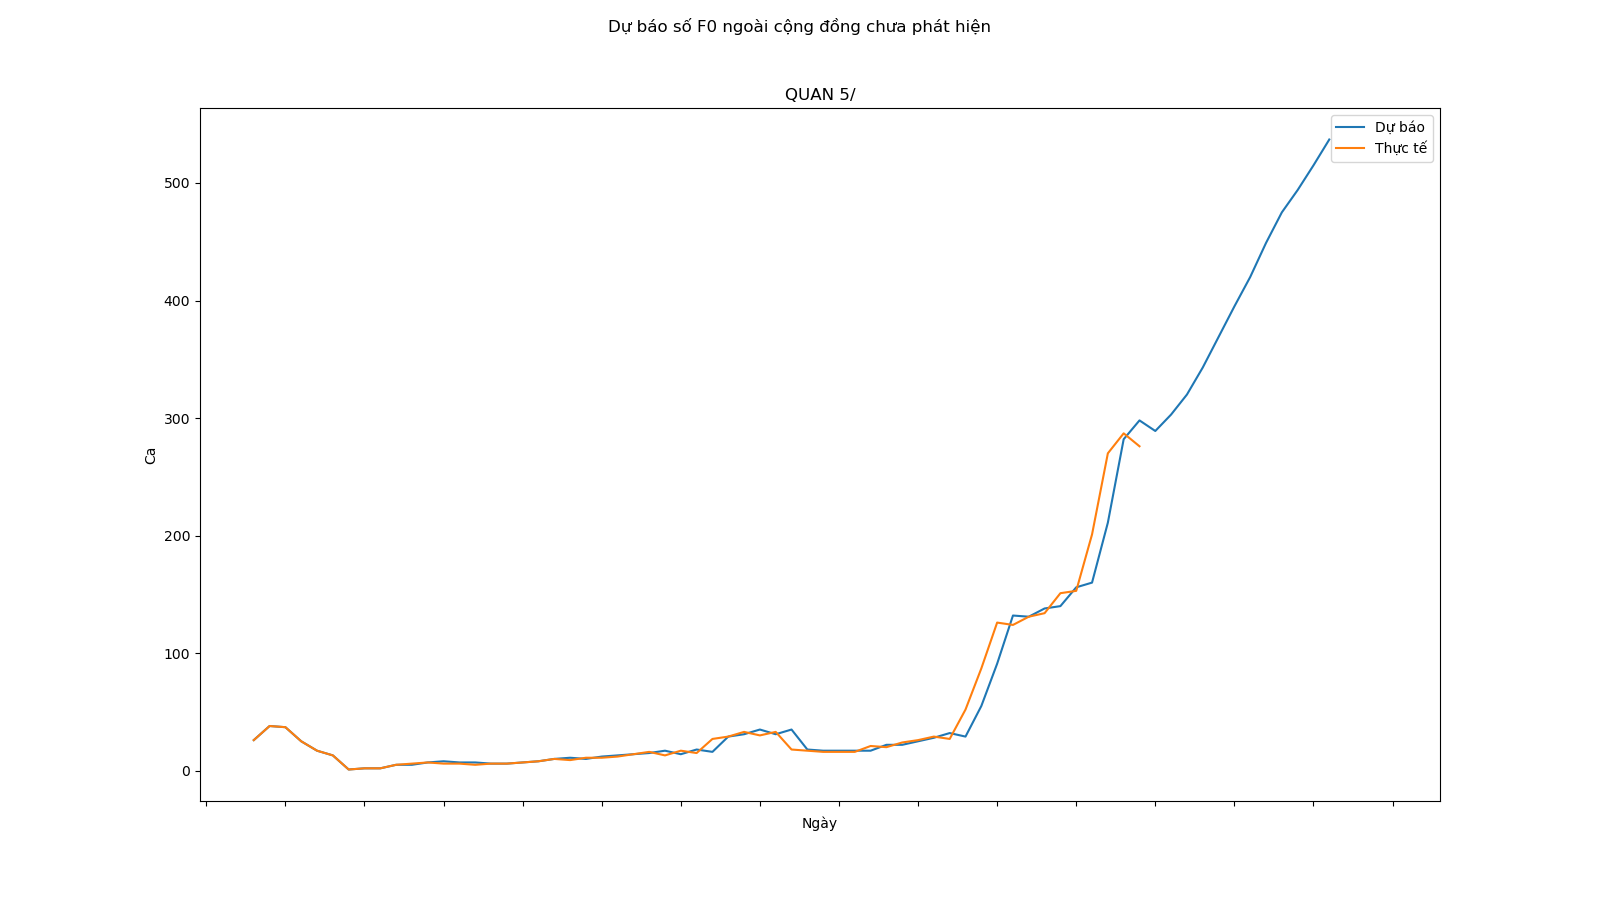 Dự báo số F0 ngoài cộng đồng chưa phát hiện
QUAN 5/
Dự báo
Thực tế
500
400
300
200
100
0
Ca
Ngày